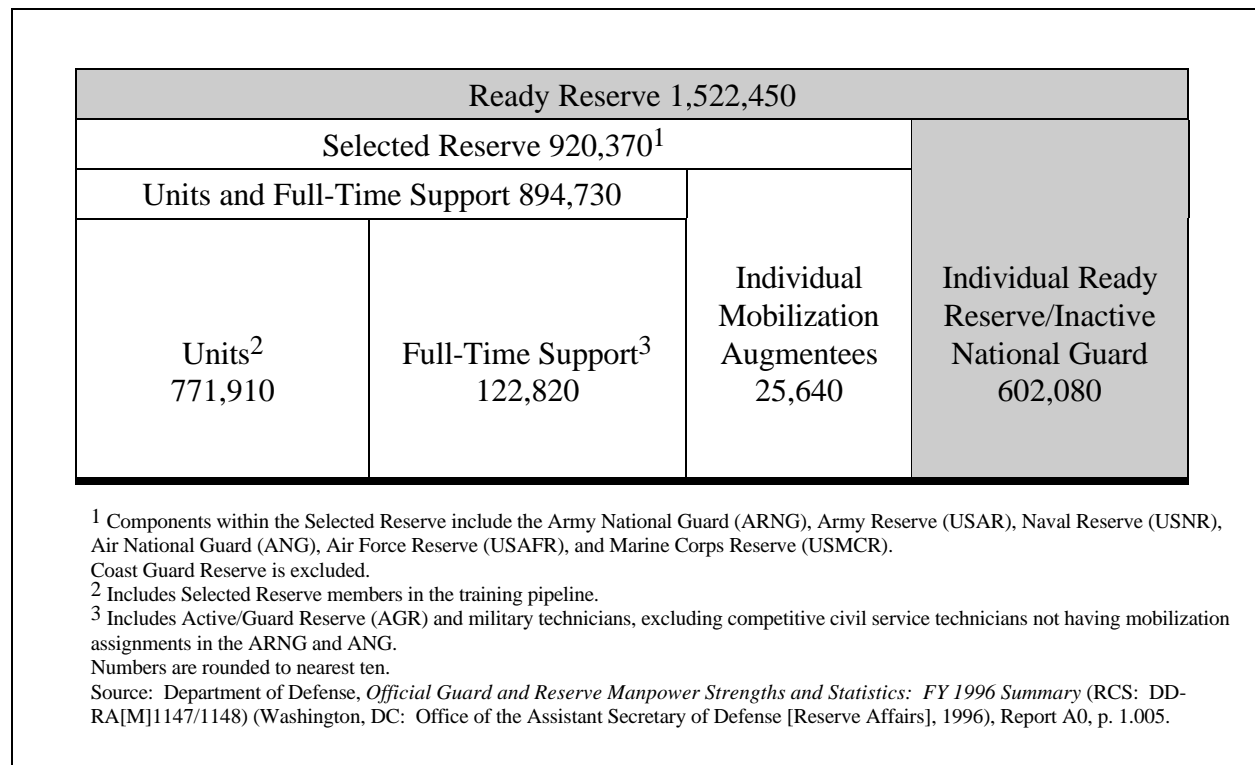 Ready Reserve 1,522,450
Selected Reserve 920,370¹
Units and Full-Time Support 894,730
Units²
771,910
Full-Time Support³
122,820
Individual
Mobilization
Augmentees
25,640
Individual Ready
Reserve/Inactive
National Guard
602,080
¹ Components within the Selected Reserve include the Army National Guard (ARNG), Army Reserve (USAR), Naval Reserve (USNR),
Air National Guard (ANG), Air Force Reserve (USAFR), and Marine Corps Reserve (USMCR).
Coast Guard Reserve is excluded.
² Includes Selected Reserve members in the training pipeline.
³ Includes Active/Guard Reserve (AGR) and military technicians, excluding competitive civil service technicians not having mobilization
assignments in the ARNG and ANG.
Numbers are rounded to nearest ten.
Source: Department of Defense, Official Guard and Reserve Manpower Strengths and Statistics: FY 1996 Summary (RCS: DD-
RA[M]1147/1148) (Washington, DC: Office of the Assistant Secretary of Defense [Reserve Affairs], 1996), Report A0, p. 1.005.